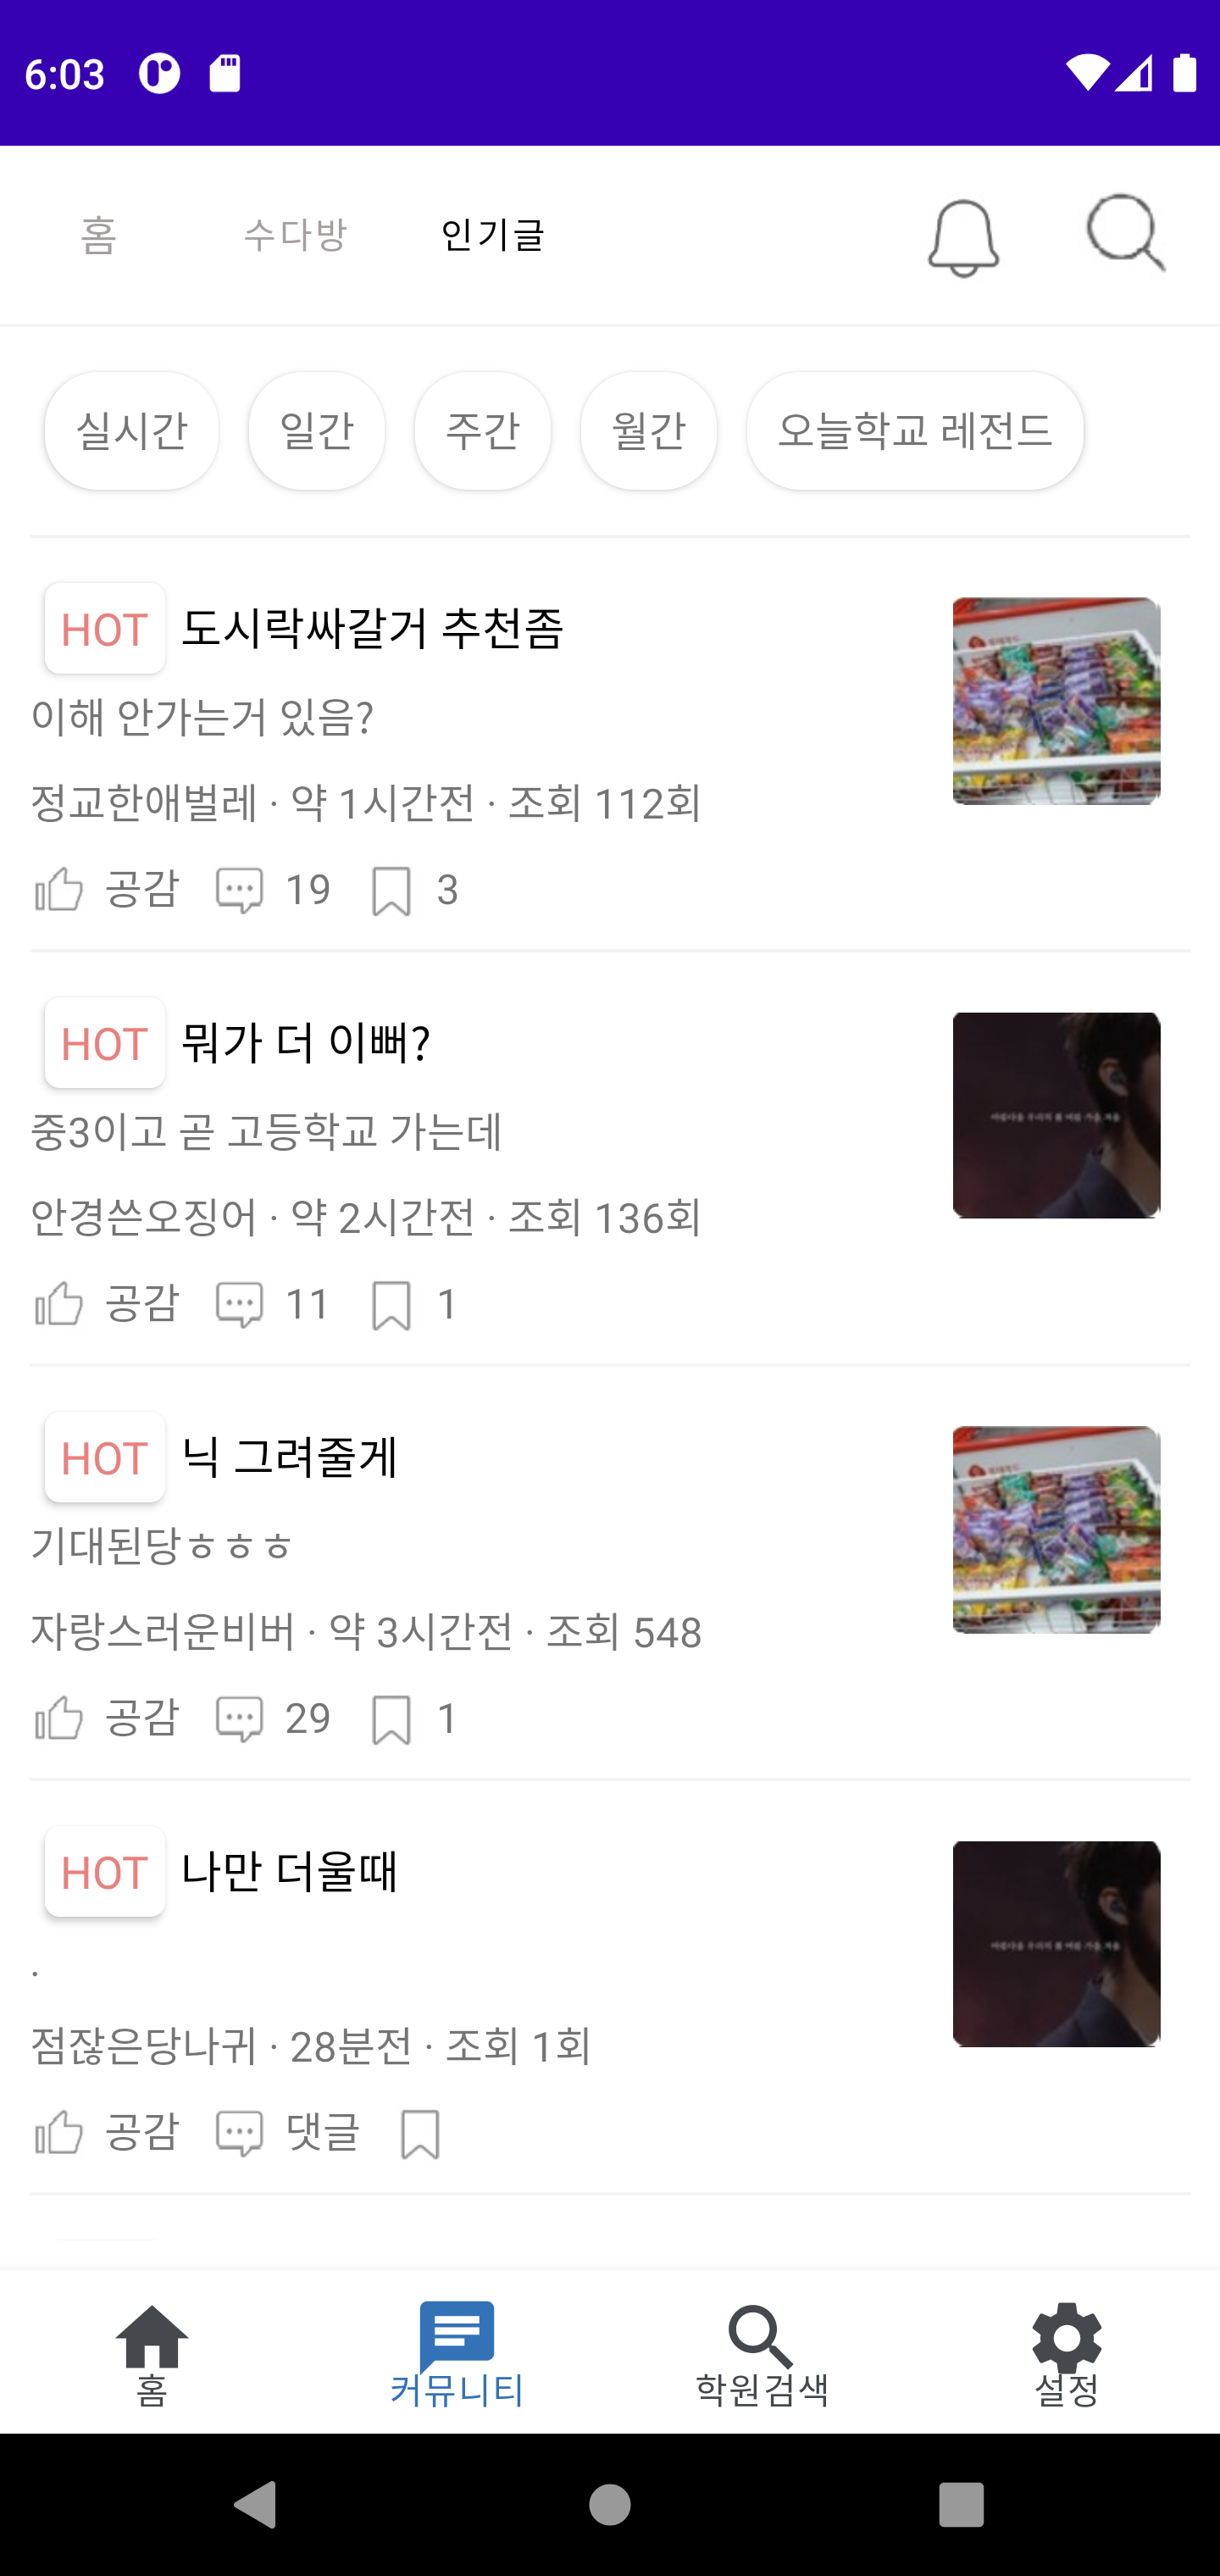 6:03
홈 수다방 인기글
실시간 일간 주간 월간 오늘학교 레전드
HOT 도시락싸갈거 추천좀
이해 안가는거 있음?
정교한애벌레 · 약 1시간전 · 조회 112회
공감 19 3
HOT 뭐가 더 이뻐?
중3이고 곧 고등학교 가는데
안경쓴오징어 · 약 2시간전 · 조회 136회
공감 11 1
HOT 닉 그려줄게
기대된당ㅎㅎㅎ
자랑스러운비버 · 약 3시간전 · 조회 548
공감 29 1
HOT 나만 더울때
.
점잖은당나귀 · 28분전 · 조회 1회
공감 댓글
홈 커뮤니티 학원검색 설정